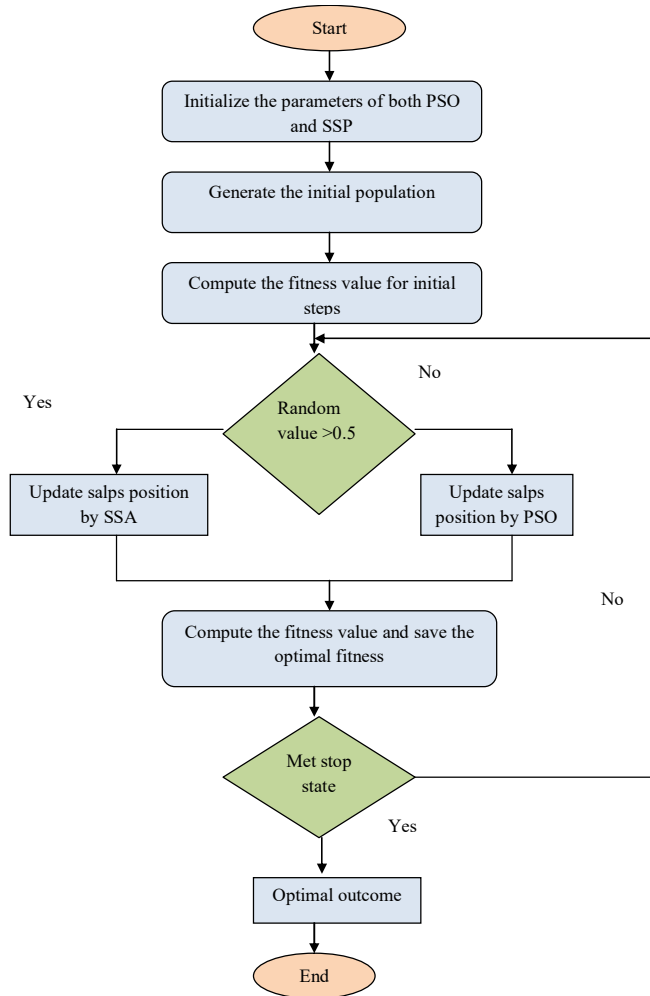 Start
Initialize the parameters of both PSO
and SSP
Generate the initial population
Compute the fitness value for initial
steps
No
Yes
Random
value >0.5
Update salps position
by SSA
Update salps
position by PSO
No
Compute the fitness value and save the
optimal fitness
Met stop
state
Yes
Optimal outcome
End